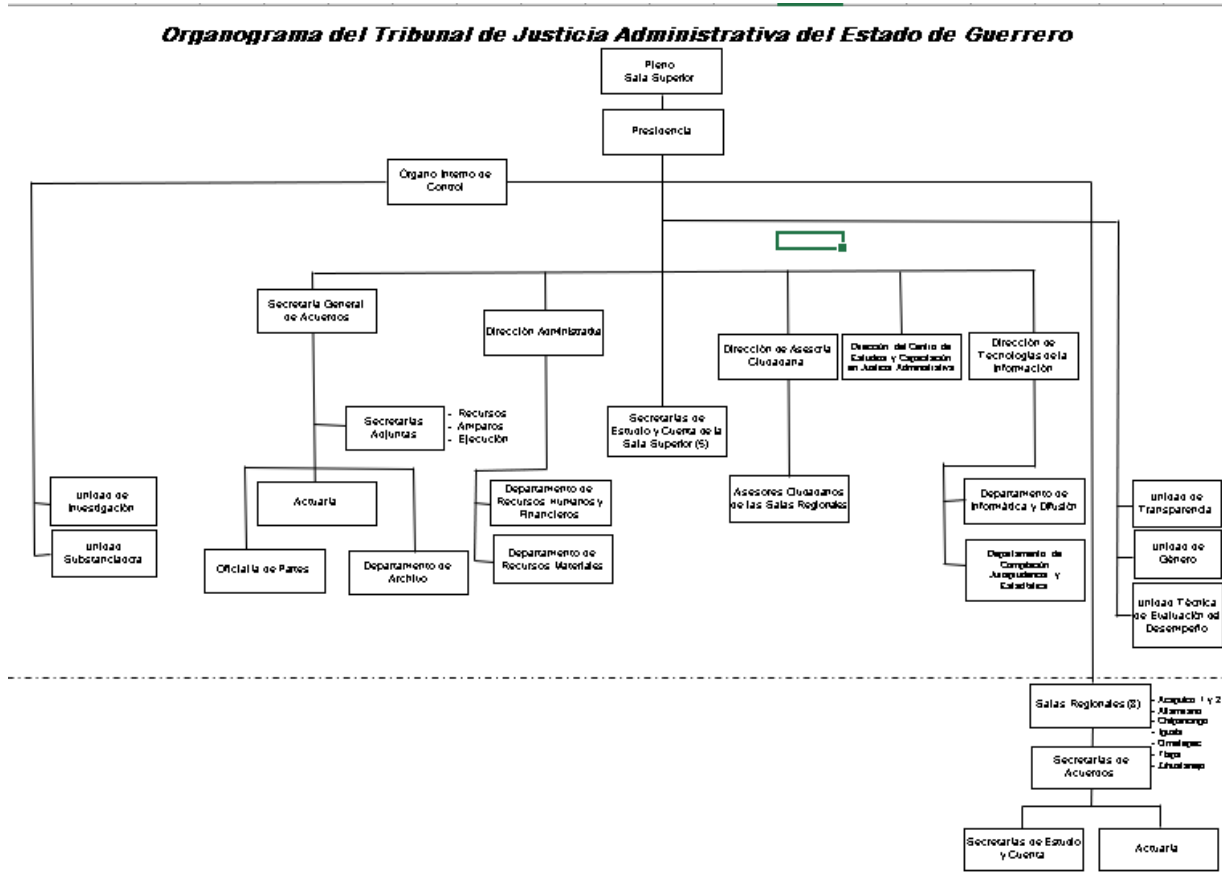 Organograma del Tribunal de Justicia Administrativa del Estado de Guerrero
Pleno
Sala Superior
Presidencia
Órgano Interno de
Control
Secretaría General
de Acuerdos
Dirección Administrativa
Dirección de Asesoría
Ciudadana
Dirección del Centro de
Estudios y Capacitación
en Justicia Administrativa
Dirección de
Tecnologías de la
Información
Secretarías
Adjuntas
- Recursos
- Amparos
- Ejecución
Secretarías de
Estudio y Cuenta de la
Sala Superior (5)
Unidad de
Investigación
Unidad
Substanciadora
Actuaría
Oficialía de Partes
Departamento de
Archivo
Departamento de
Recursos Humanos y
Financieros
Departamento de
Recursos Materiales
Asesores Ciudadanos
de las Salas Regionales
Departamento de
Informática y Difusión
Departamento de
Compilación
Jurisprudencia y
Estadística
Unidad de
Transparencia
Unidad de
Género
Unidad Técnica
de Evaluación del
Desempeño
Salas Regionales (8)
- Acapulco 1 y 2
- Altamirano
- Chilpancingo
- Iguala
- Ometepec
- Tlapa
- Zihuatanejo
Secretarías de
Acuerdos
Secretarías de Estudio
y Cuenta
Actuaría